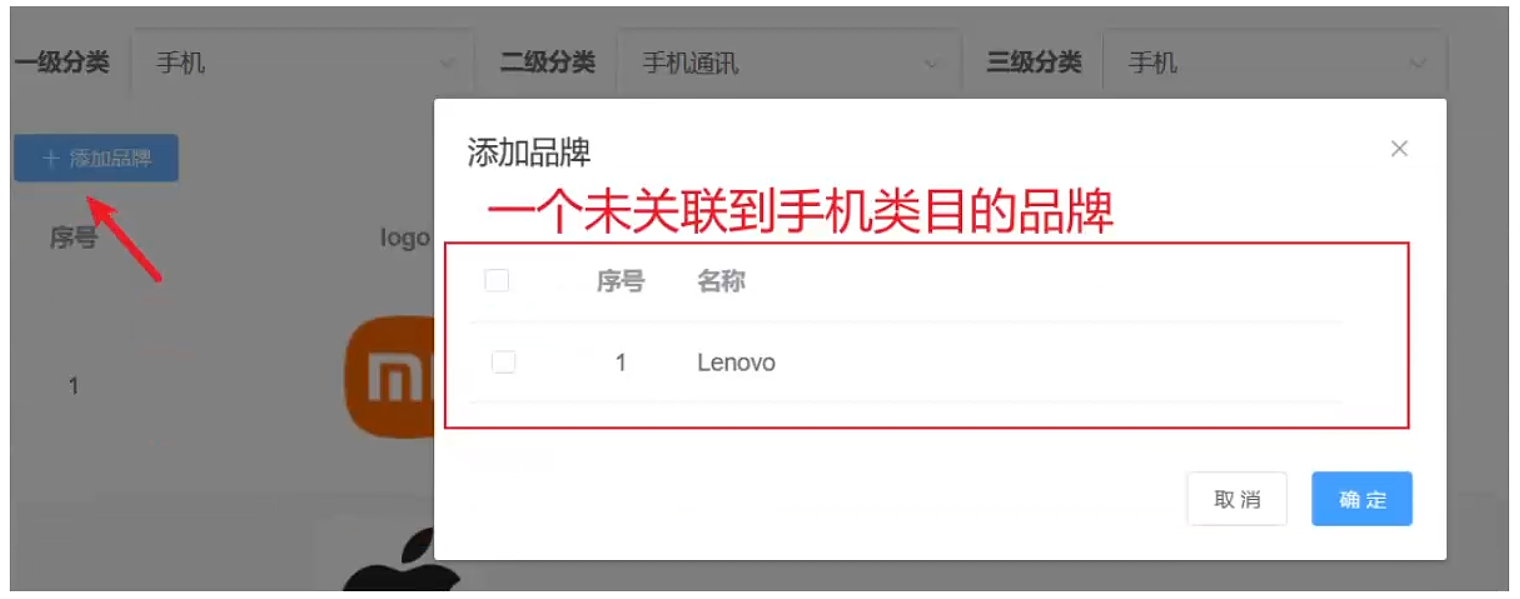 一级分类 手机 二级分类 手机通讯 三级分类 手机
+ 添加品牌
添加品牌
一个未关联到手机类目的品牌
序号 logo
序号 名称
1 Lenovo
1
取消 确定